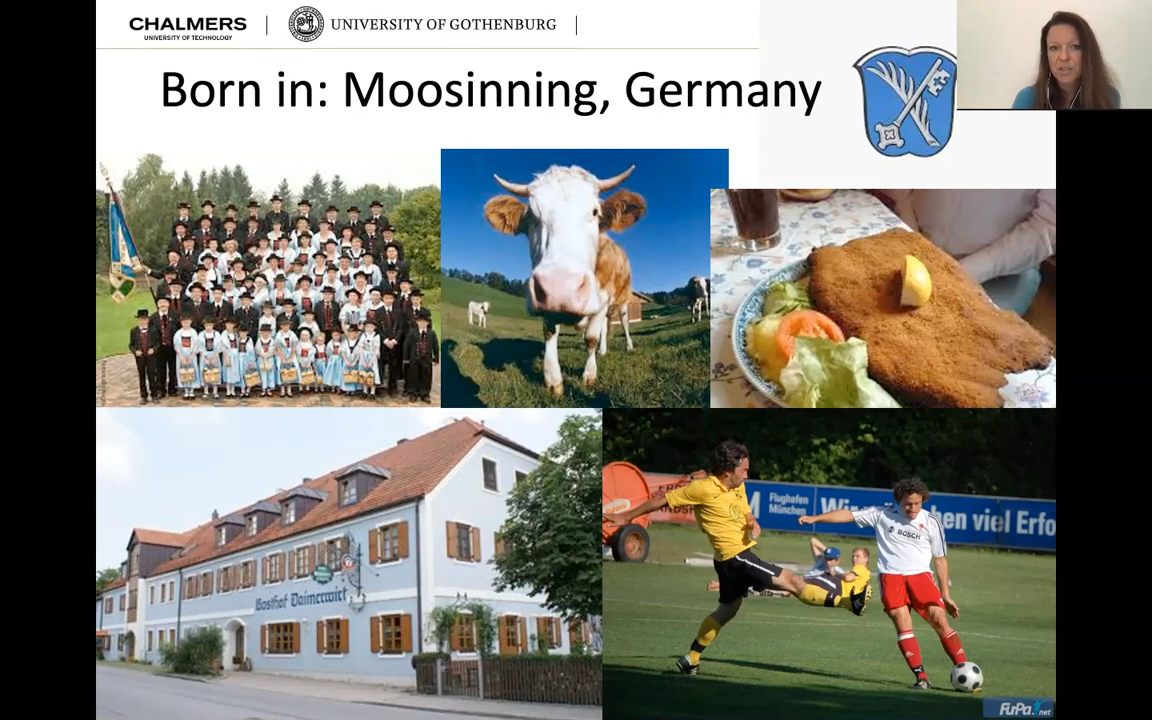 CHALMERS
UNIVERSITY OF TECHNOLOGY
UNIVERSITY OF GOTHENBURG
Born in: Moosinning, Germany
Gasthof Daimerwirt
Flughafen
München
viel Erfo
BOSCH
FuPa.net